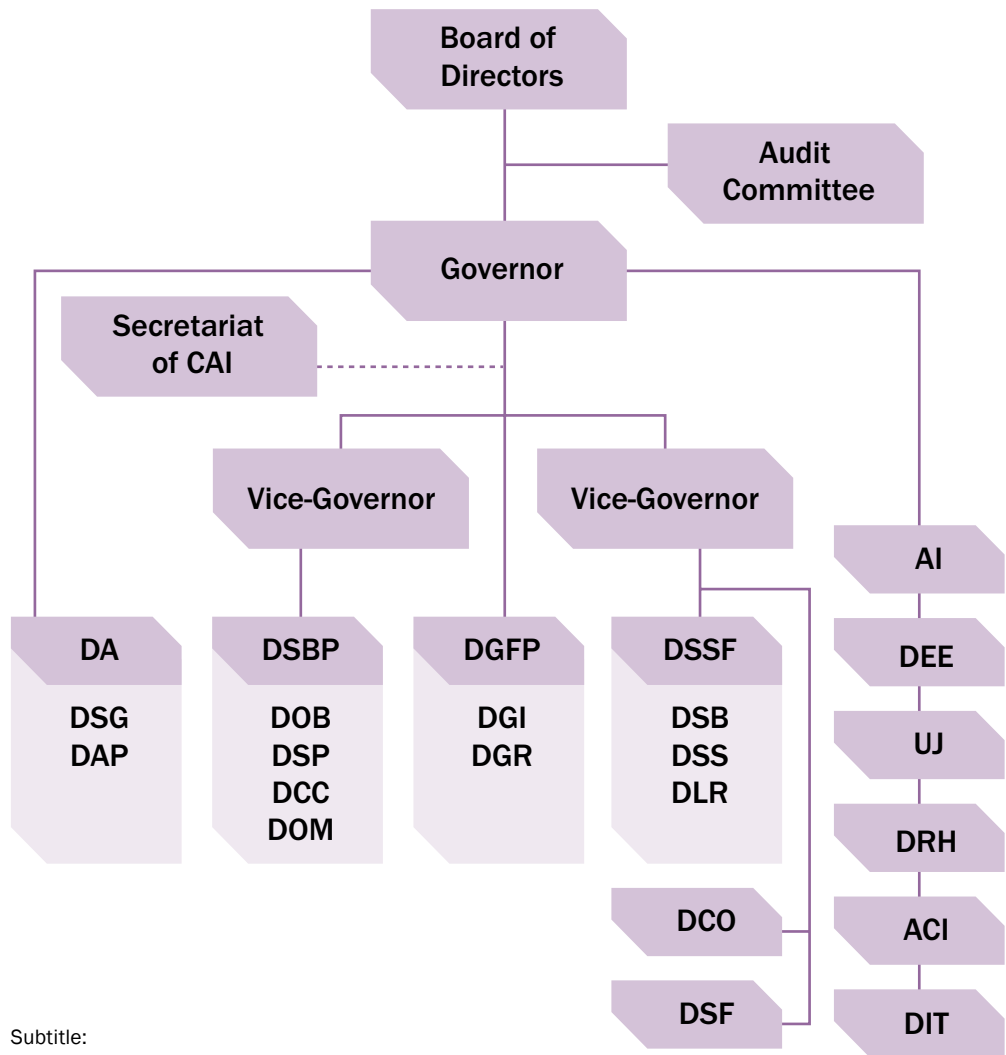 Board of
Directors
Audit
Committee
Governor
Secretariat
of CAI
Vice-Governor
Vice-Governor
DA
DSG
DAP
DSBP
DOB
DSP
DCC
DOM
DGFP
DGI
DGR
DSSF
DSB
DSS
DLR
DCO
DSF
AI
DEE
UJ
DRH
ACI
DIT
Subtitle: